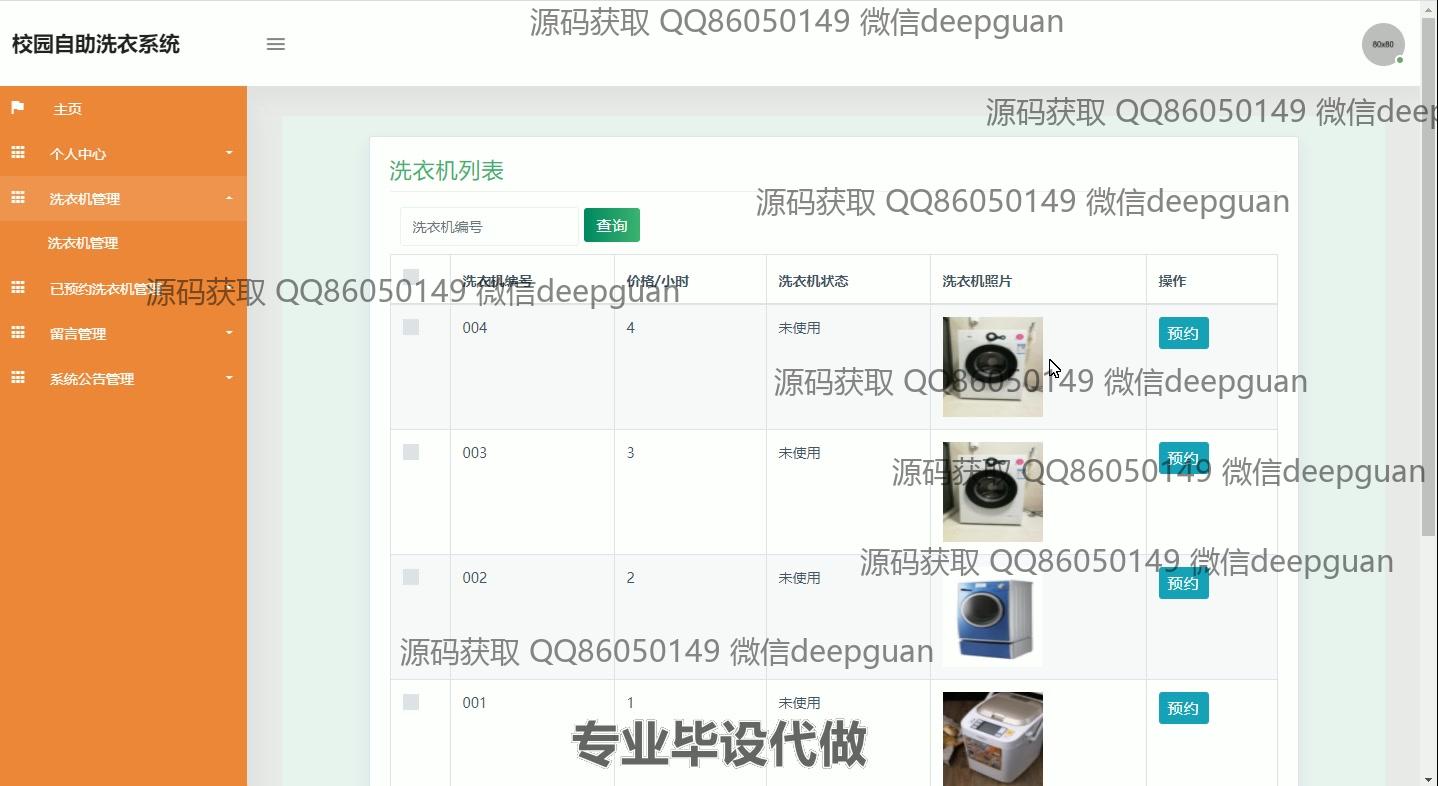 源码获取 QQ86050149 微信deepguan
校园自助洗衣系统
60x60
主页
源码获取 QQ86050149 微信deep
个人中心
洗衣机列表
洗衣机管理
源码获取 QQ86050149 微信deepguan
洗衣机编号 查询
洗衣机管理
洗衣机编号 价格/小时 洗衣机状态 洗衣机照片 操作
已预约洗衣机管理
源码获取 QQ86050149 微信deepguan
004 4 未使用 预约
留言管理
系统公告管理
源码获取 QQ86050149 微信deepguan
003 3 未使用 预约
源码获取 QQ86050149 微信deepguan
源码获取 QQ86050149 微信deepguan
002 2 未使用 预约
源码获取 QQ86050149 微信deepguan
001 1 未使用 预约
专业毕设代做